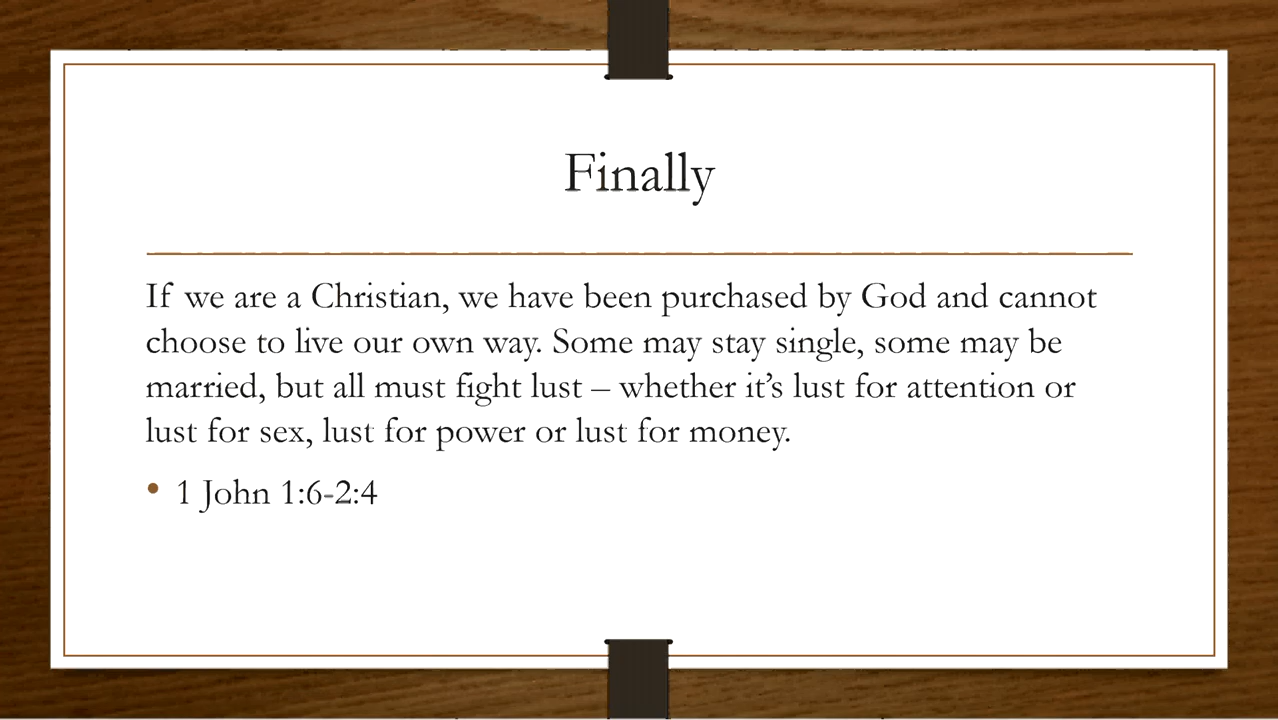 Finally
If we are a Christian, we have been purchased by God and cannot
choose to live our own way. Some may stay single, some may be
married, but all must fight lust – whether it’s lust for attention or
lust for sex, lust for power or lust for money.
• 1 John 1:6-2:4